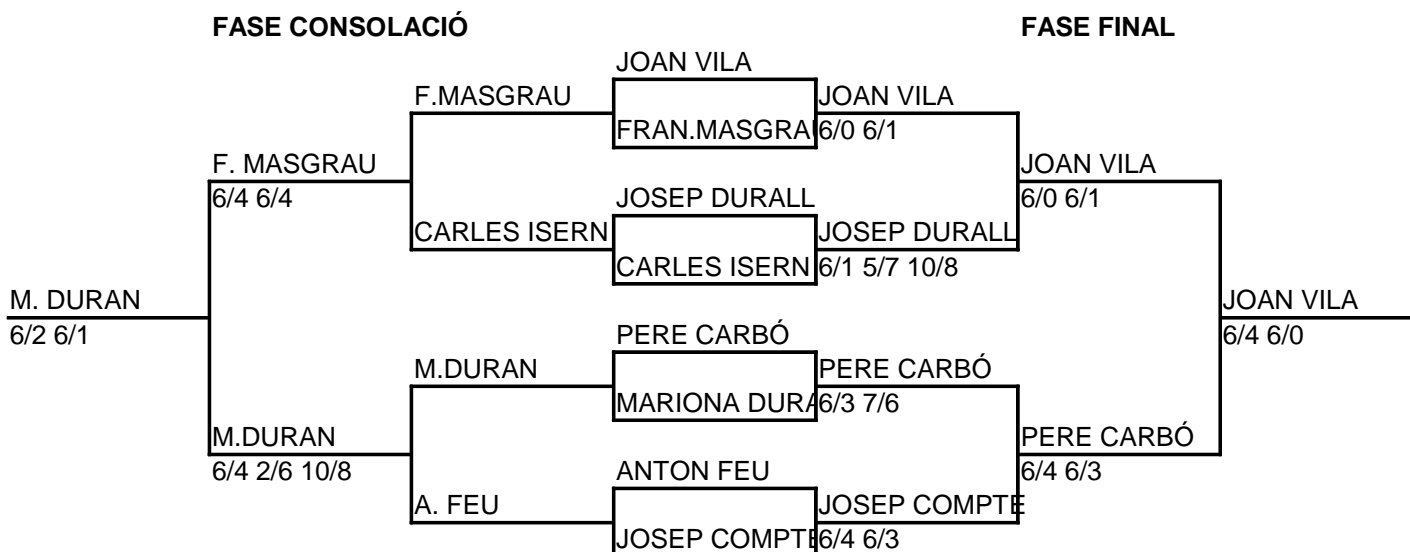 FASE CONSOLACIÓ
FASE FINAL
JOAN VILA
F.MASGRAU
JOAN VILA
FRAN.MASGRAU
6/0 6/1
F. MASGRAU
JOAN VILA
6/4 6/4
JOSEP DURALL
6/0 6/1
CARLES ISERN
JOSEP DURALL
CARLES ISERN
6/1 5/7 10/8
M. DURAN
JOAN VILA
6/2 6/1
PERE CARBÓ
6/4 6/0
M.DURAN
PERE CARBÓ
MARIONA DURA
6/3 7/6
M.DURAN
PERE CARBÓ
6/4 2/6 10/8
ANTON FEU
6/4 6/3
A. FEU
JOSEP COMPTE
JOSEP COMPTE
6/4 6/3